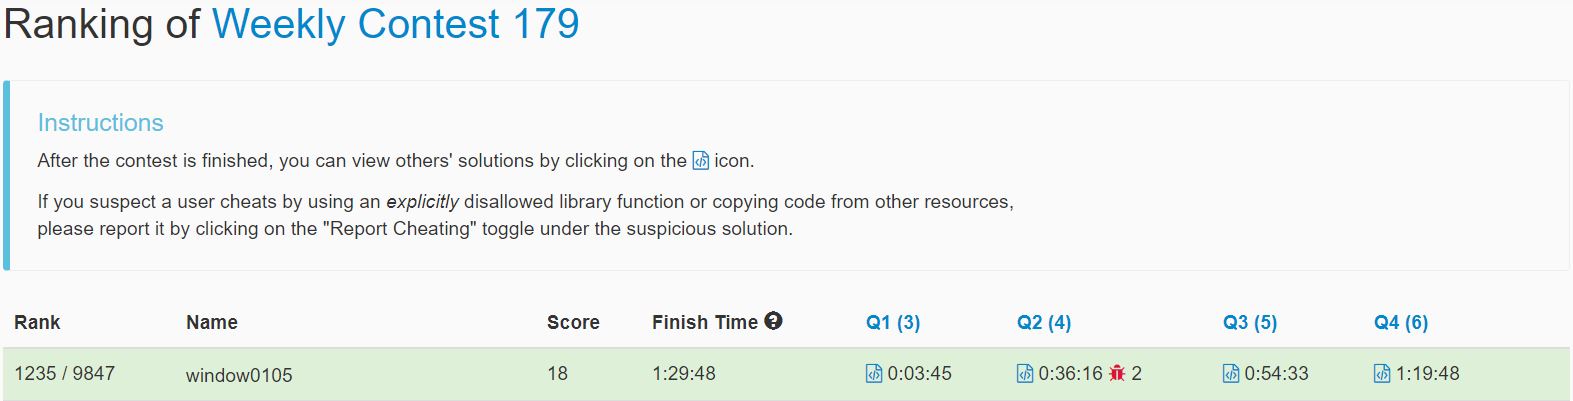 Ranking of Weekly Contest 179
Instructions
After the contest is finished, you can view others' solutions by clicking on the icon.
If you suspect a user cheats by using an explicitly disallowed library function or copying code from other resources,
please report it by clicking on the "Report Cheating" toggle under the suspicious solution.
Rank Name Score Finish Time Q1 (3) Q2 (4) Q3 (5) Q4 (6)
1235 / 9847 window0105 18 1:29:48 0:03:45 0:36:16 2 0:54:33 1:19:48